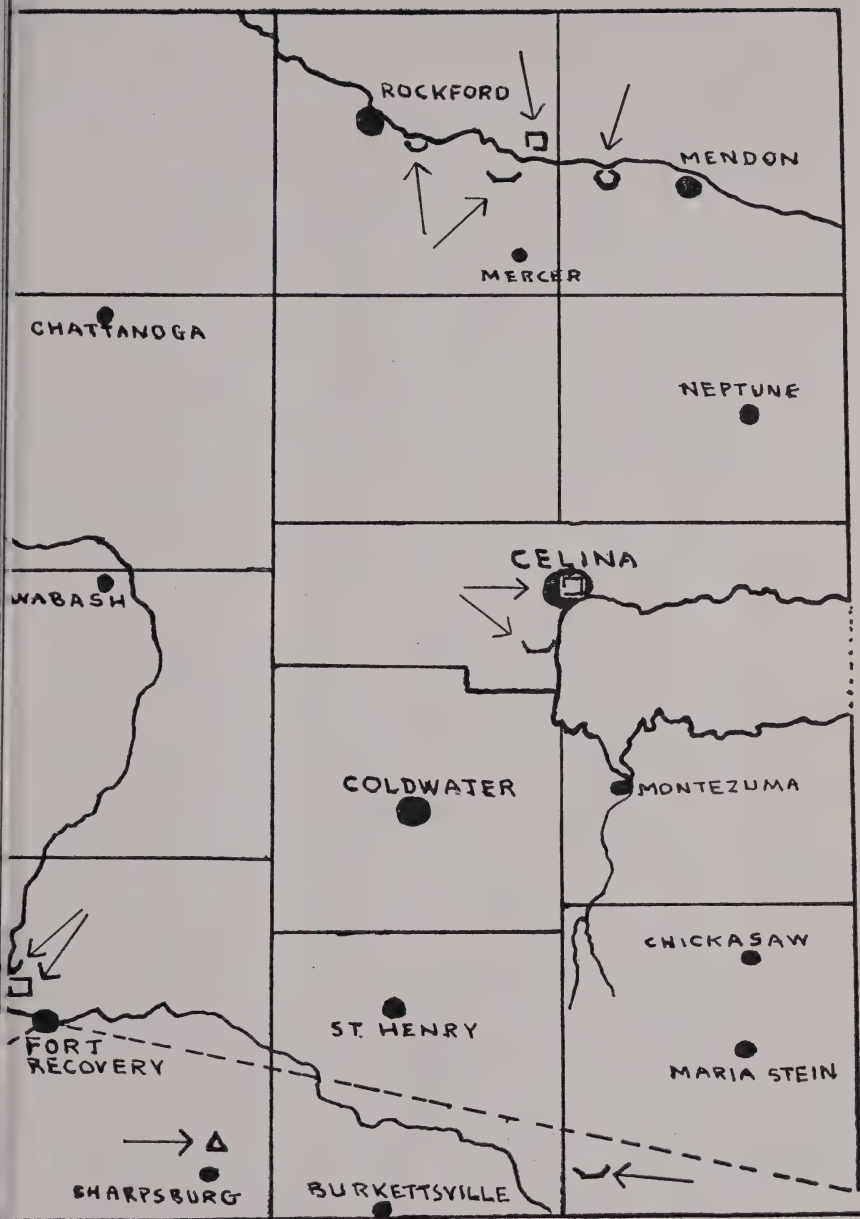 ROCKFORD
MENDON
MERCER
CHATTANOGA
NEPTUNE
CELINA
WABASH
COLDWATER
MONTEZUMA
CHICKASAW
ST. HENRY
FORT
RECOVERY
MARIA STEIN
SHARPSBURG
BURKETTSVILLE